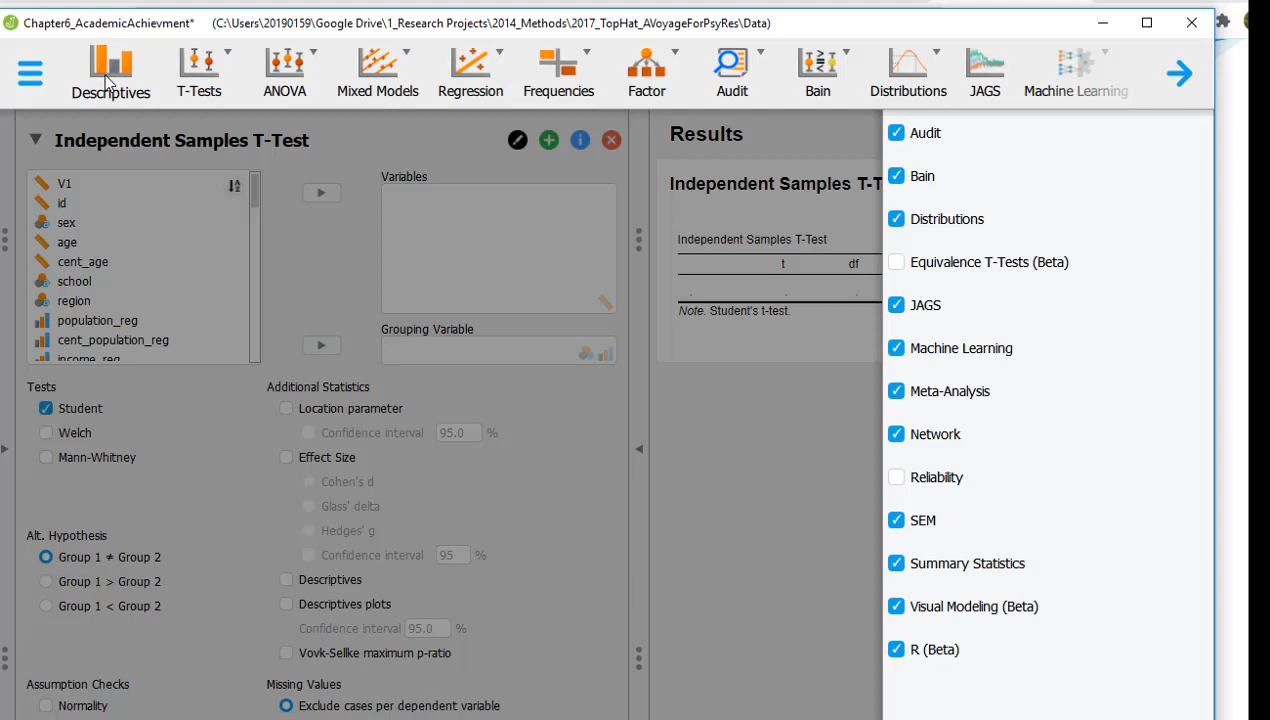 Chapter6_AcademicAchievment* (C:\Users\20190159\Google Drive\1_Research Projects\2014_Methods\2017_TopHat_AVoyageForPsyRes\Data)
Descriptives T-Tests ANOVA Mixed Models Regression Frequencies Factor Audit Bain Distributions JAGS Machine Learning
Independent Samples T-Test
V1
id
sex
age
cent_age
school
region
population_reg
cent_population_reg
income_reg
Variables
Grouping Variable
Tests
Student
Welch
Mann-Whitney
Alt. Hypothesis
Group 1 ≠ Group 2
Group 1 > Group 2
Group 1 < Group 2
Assumption Checks
Normality
Additional Statistics
Location parameter
Confidence interval 95.0 %
Effect Size
Cohen's d
Glass' delta
Hedges' g
Confidence interval 95 %
Descriptives
Descriptives plots
Confidence interval 95.0 %
Vovk-Sellke maximum p-ratio
Missing Values
Exclude cases per dependent variable
Results
Independent Samples T-T
Independent Samples T-Test
t df
. . .
Note. Student's t-test.
Audit
Bain
Distributions
Equivalence T-Tests (Beta)
JAGS
Machine Learning
Meta-Analysis
Network
Reliability
SEM
Summary Statistics
Visual Modeling (Beta)
R (Beta)